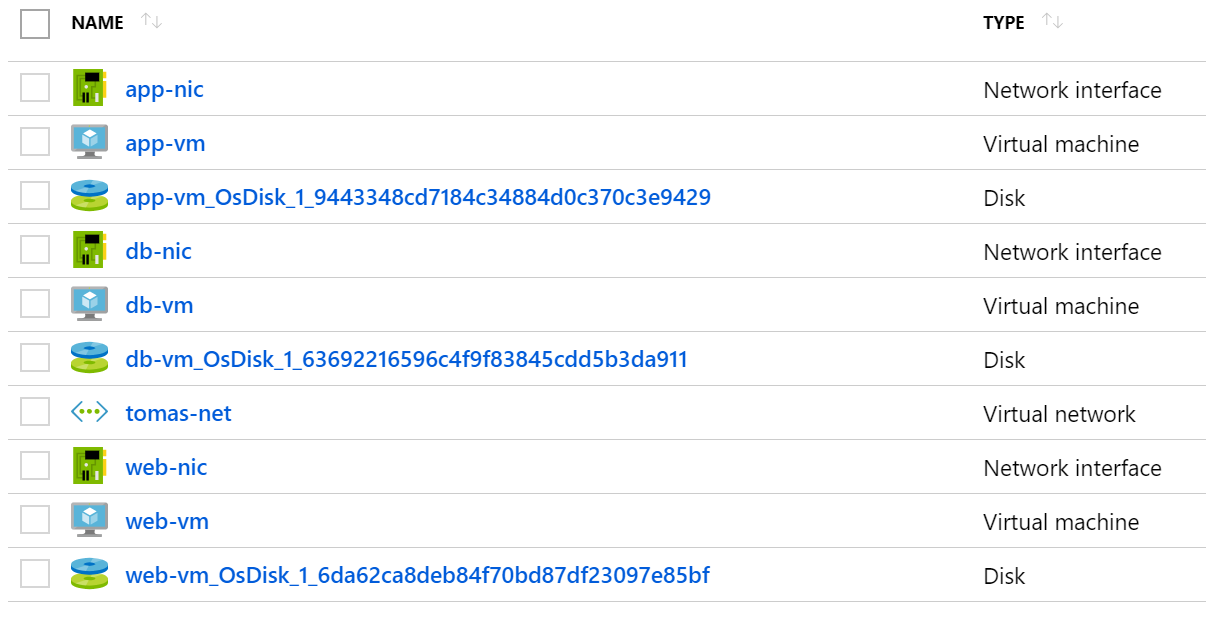 NAME TYPE
app-nic Network interface
app-vm Virtual machine
app-vm_OsDisk_1_9443348cd7184c34884d0c370c3e9429 Disk
db-nic Network interface
db-vm Virtual machine
db-vm_OsDisk_1_63692216596c4f9f83845cdd5b3da911 Disk
tomas-net Virtual network
web-nic Network interface
web-vm Virtual machine
web-vm_OsDisk_1_6da62ca8deb84f70bd87df23097e85bf Disk